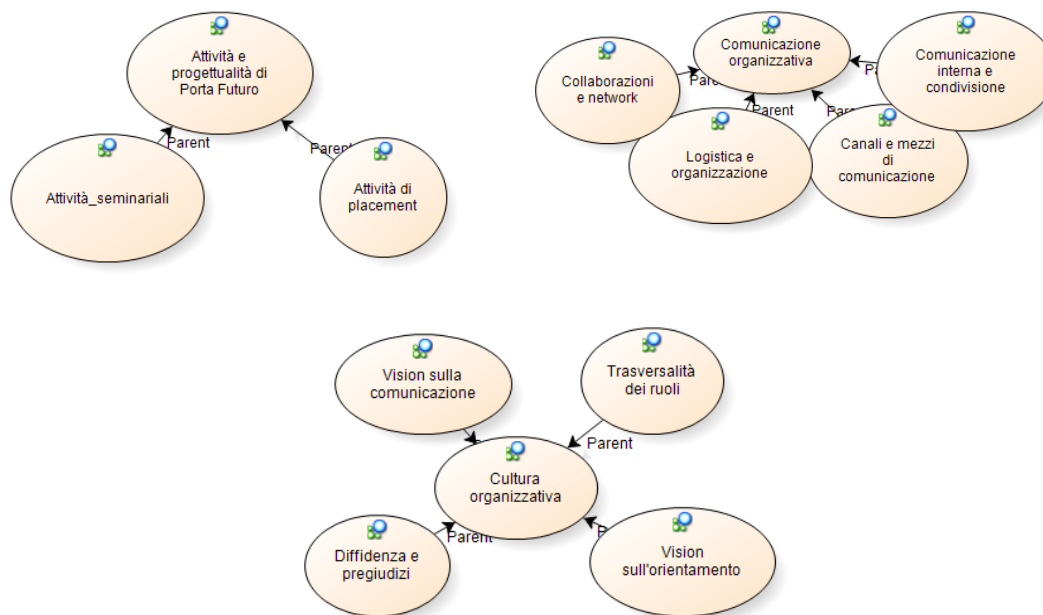 Attività e
progettualità di
Porta Futuro
Parent
Parent
Attività_seminariali
Attività di
placement
Comunicazione
organizzativa
Collaborazioni
e network
Comunicazione
interna e
condivisione
Parent
Logistica e
organizzazione
Canali e mezzi
di
comunicazione
Vision sulla
comunicazione
Trasversalità
dei ruoli
Parent
Cultura
organizzativa
Parent
Diffidenza e
pregiudizi
Vision
sull'orientamento